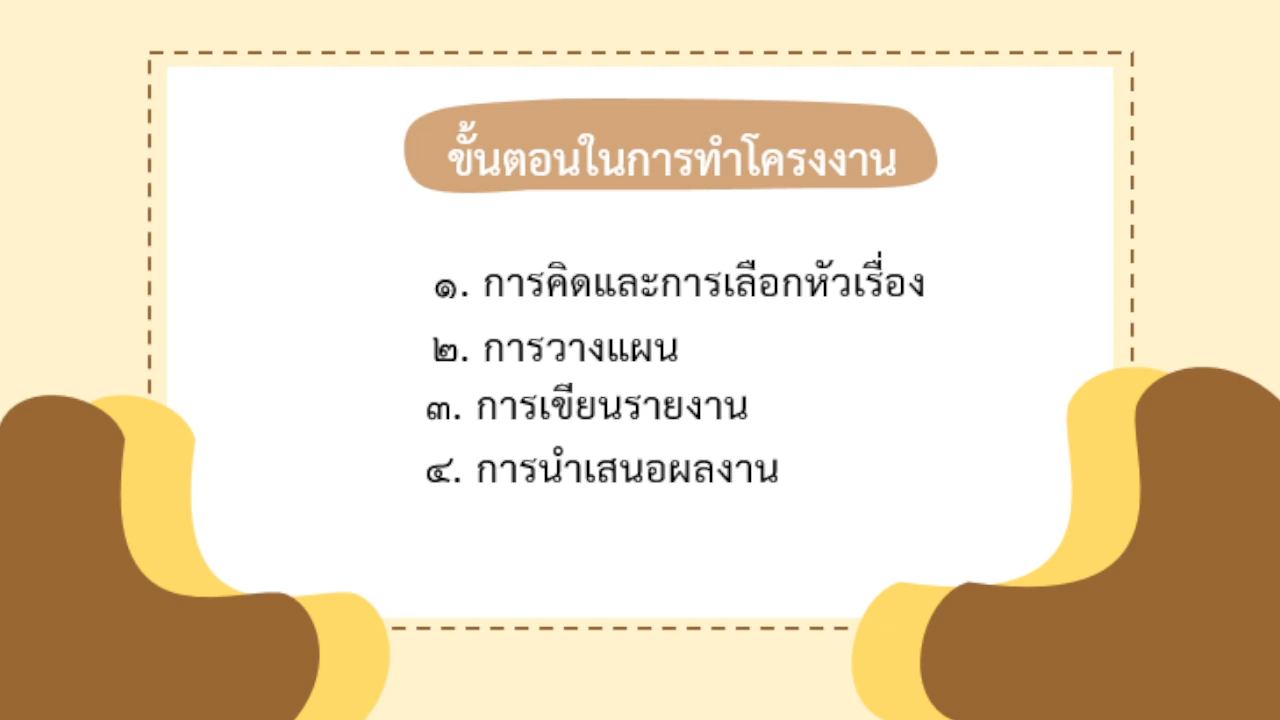 ขั้นตอนในการทำโครงงาน
๑. การคิดและการเลือกหัวเรื่อง
๒. การวางแผน
๓. การเขียนรายงาน
๔. การนำเสนอผลงาน